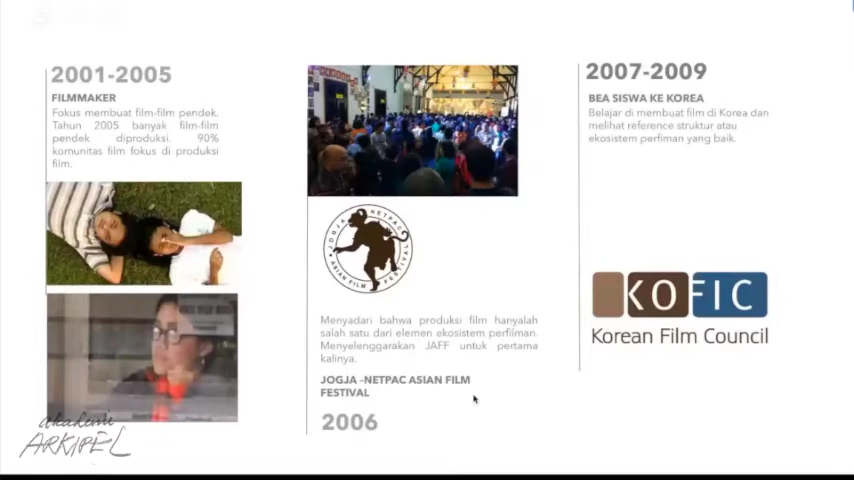 2001-2005
FILMMAKER
Fokus membuat film-film pendek.
Tahun 2005 banyak film-film
pendek diproduksi. 90%
komunitas film fokus di produksi
film.
JOGJA NETPAC
ASIAN FILM FESTIVAL
Menyadari bahwa produksi film hanyalah
salah satu dari elemen ekosistem perfilman.
Menyelenggarakan JAFF untuk pertama
kalinya.
JOGJA -NETPAC ASIAN FILM
FESTIVAL
2006
2007-2009
BEA SISWA KE KOREA
Belajar di membuat film di Korea dan
melihat reference struktur atau
ekosistem perfiman yang baik.
KOFIC
Korean Film Council
akademi
ARKIPEL